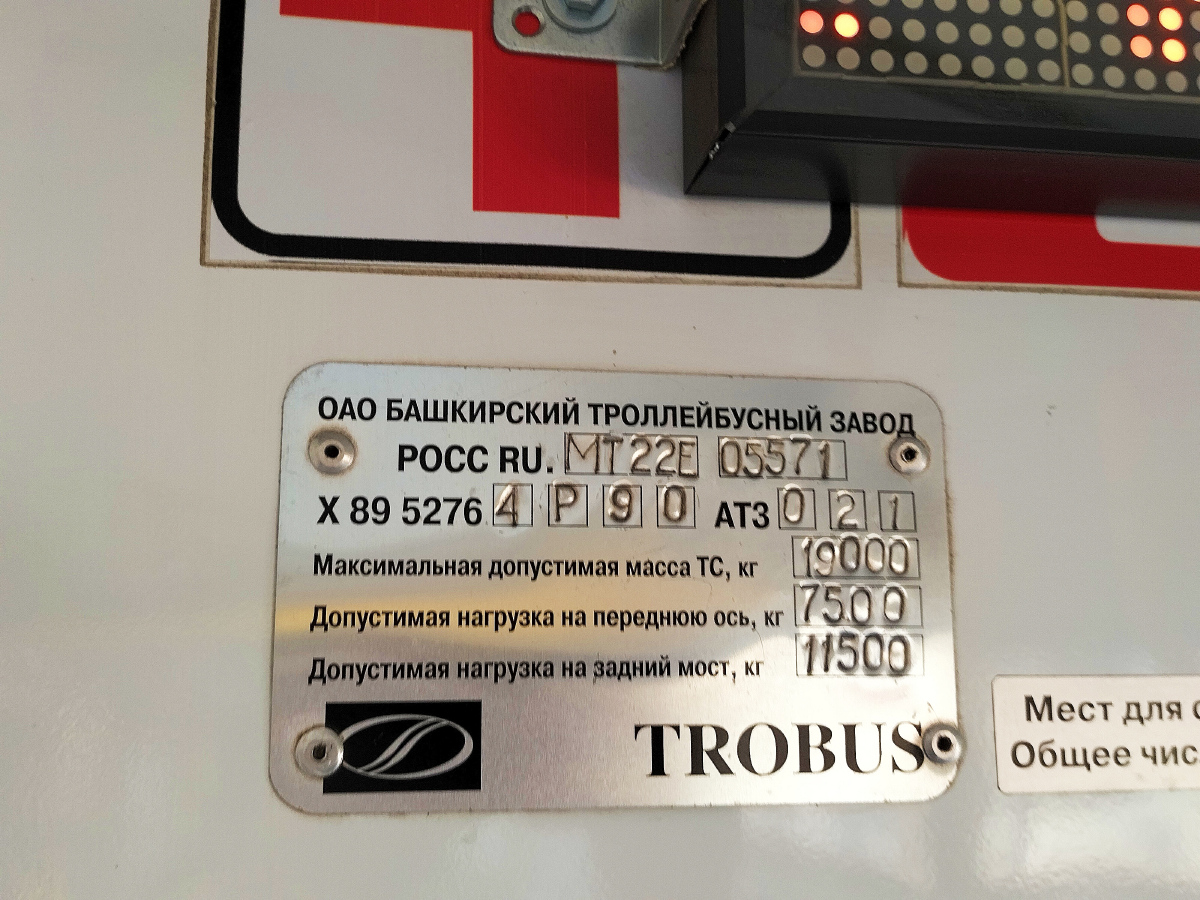 ОАО БАШКИРСКИЙ ТРОЛЛЕЙБУСНЫЙ ЗАВОД
РОСС RU. МТ22Е 05571
X 89 5276 4 P 9 0 АТ3 0 2 1
Максимальная допустимая масса ТС, кг 19000
Допустимая нагрузка на переднюю ось, кг 7500
Допустимая нагрузка на задний мост, кг 11500
TROBUS
Мест для
Общее